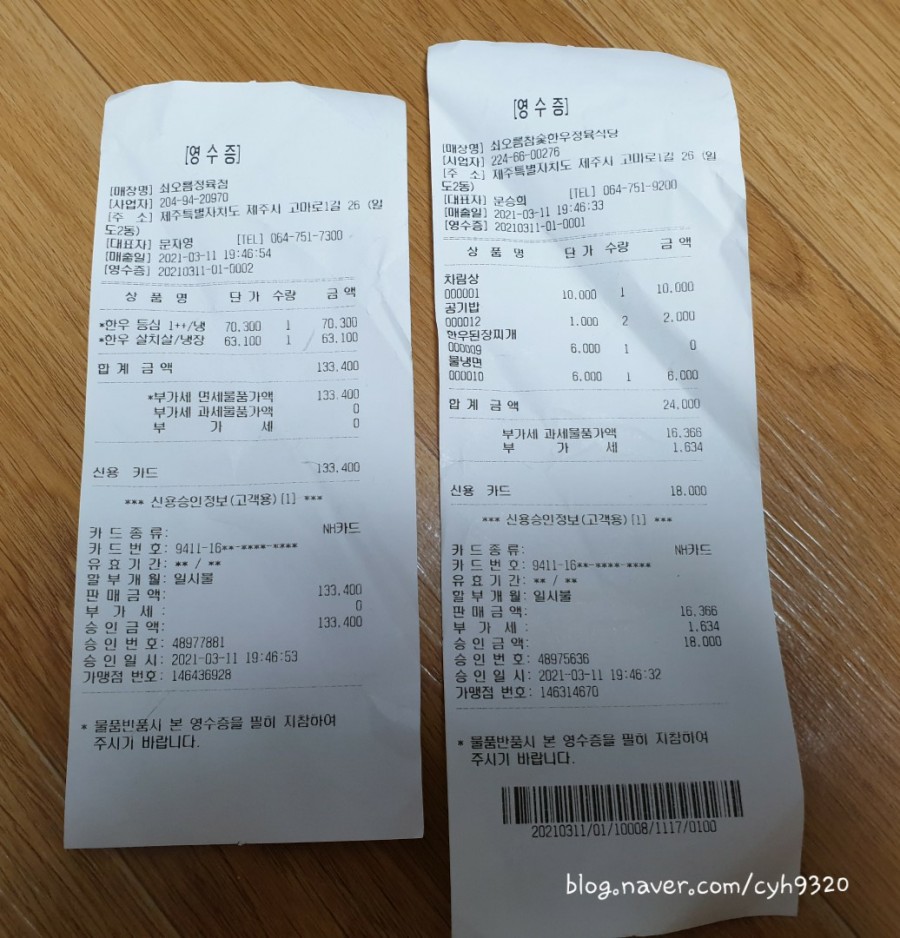 [영 수 증]
[매장명] 쇠오름정육점
[사업자] 204-94-20970
[주 소] 제주특별자치도 제주시 고마로1길 26 (일
도2동)
[대표자] 문자영 [TEL] 064-751-7300
[매출일] 2021-03-11 19:46:54
[영수증] 20210311-01-0002
상 품 명 단 가 수량 금 액
*한우 등심 1++/냉 70.300 1 70.300
*한우 살치살/냉장 63.100 1 63.100
합 계 금 액 133.400
*부가세 면세물품가액 133.400
부가세 과세물품가액 0
부 가 세 0
신용 카드 133.400
*** 신용승인정보(고객용) [1] ***
카 드 종 류: NH카드
카 드 번 호: 9411-16**-****-****
유 효 기 간: ** / **
할 부 개 월: 일시불
판 매 금 액: 133.400
부 가 세 : 0
승 인 금 액: 133.400
승 인 번 호: 48977881
승 인 일 시: 2021-03-11 19:46:53
가맹점 번호: 146436928
* 물품반품시 본 영수증을 필히 지참하여
주시기 바랍니다.
[영 수 증]
[매장명] 쇠오름참숯한우정육식당
[사업자] 224-66-00276
[주 소] 제주특별자치도 제주시 고마로1길 26 (일
도2동)
[대표자] 문승희 [TEL] 064-751-9200
[매출일] 2021-03-11 19:46:33
[영수증] 20210311-01-0001
상 품 명 단 가 수량 금 액
차림상
000001 10.000 1 10.000
공기밥
000012 1.000 2 2.000
한우된장찌개
000009 6.000 1 0
물냉면
000010 6.000 1 6.000
합 계 금 액 24.000
부가세 과세물품가액 16.366
부 가 세 1.634
신용 카드 18.000
*** 신용승인정보(고객용) [1] ***
카 드 종 류: NH카드
카 드 번 호: 9411-16**-****-****
유 효 기 간: ** / **
할 부 개 월: 일시불
판 매 금 액: 16.366
부 가 세 : 1.634
승 인 금 액: 18.000
승 인 번 호: 48975636
승 인 일 시: 2021-03-11 19:46:32
가맹점 번호: 146314670
* 물품반품시 본 영수증을 필히 지참하여
주시기 바랍니다.
20210311/01/10008/1117/0100
blog.naver.com/cyh9320